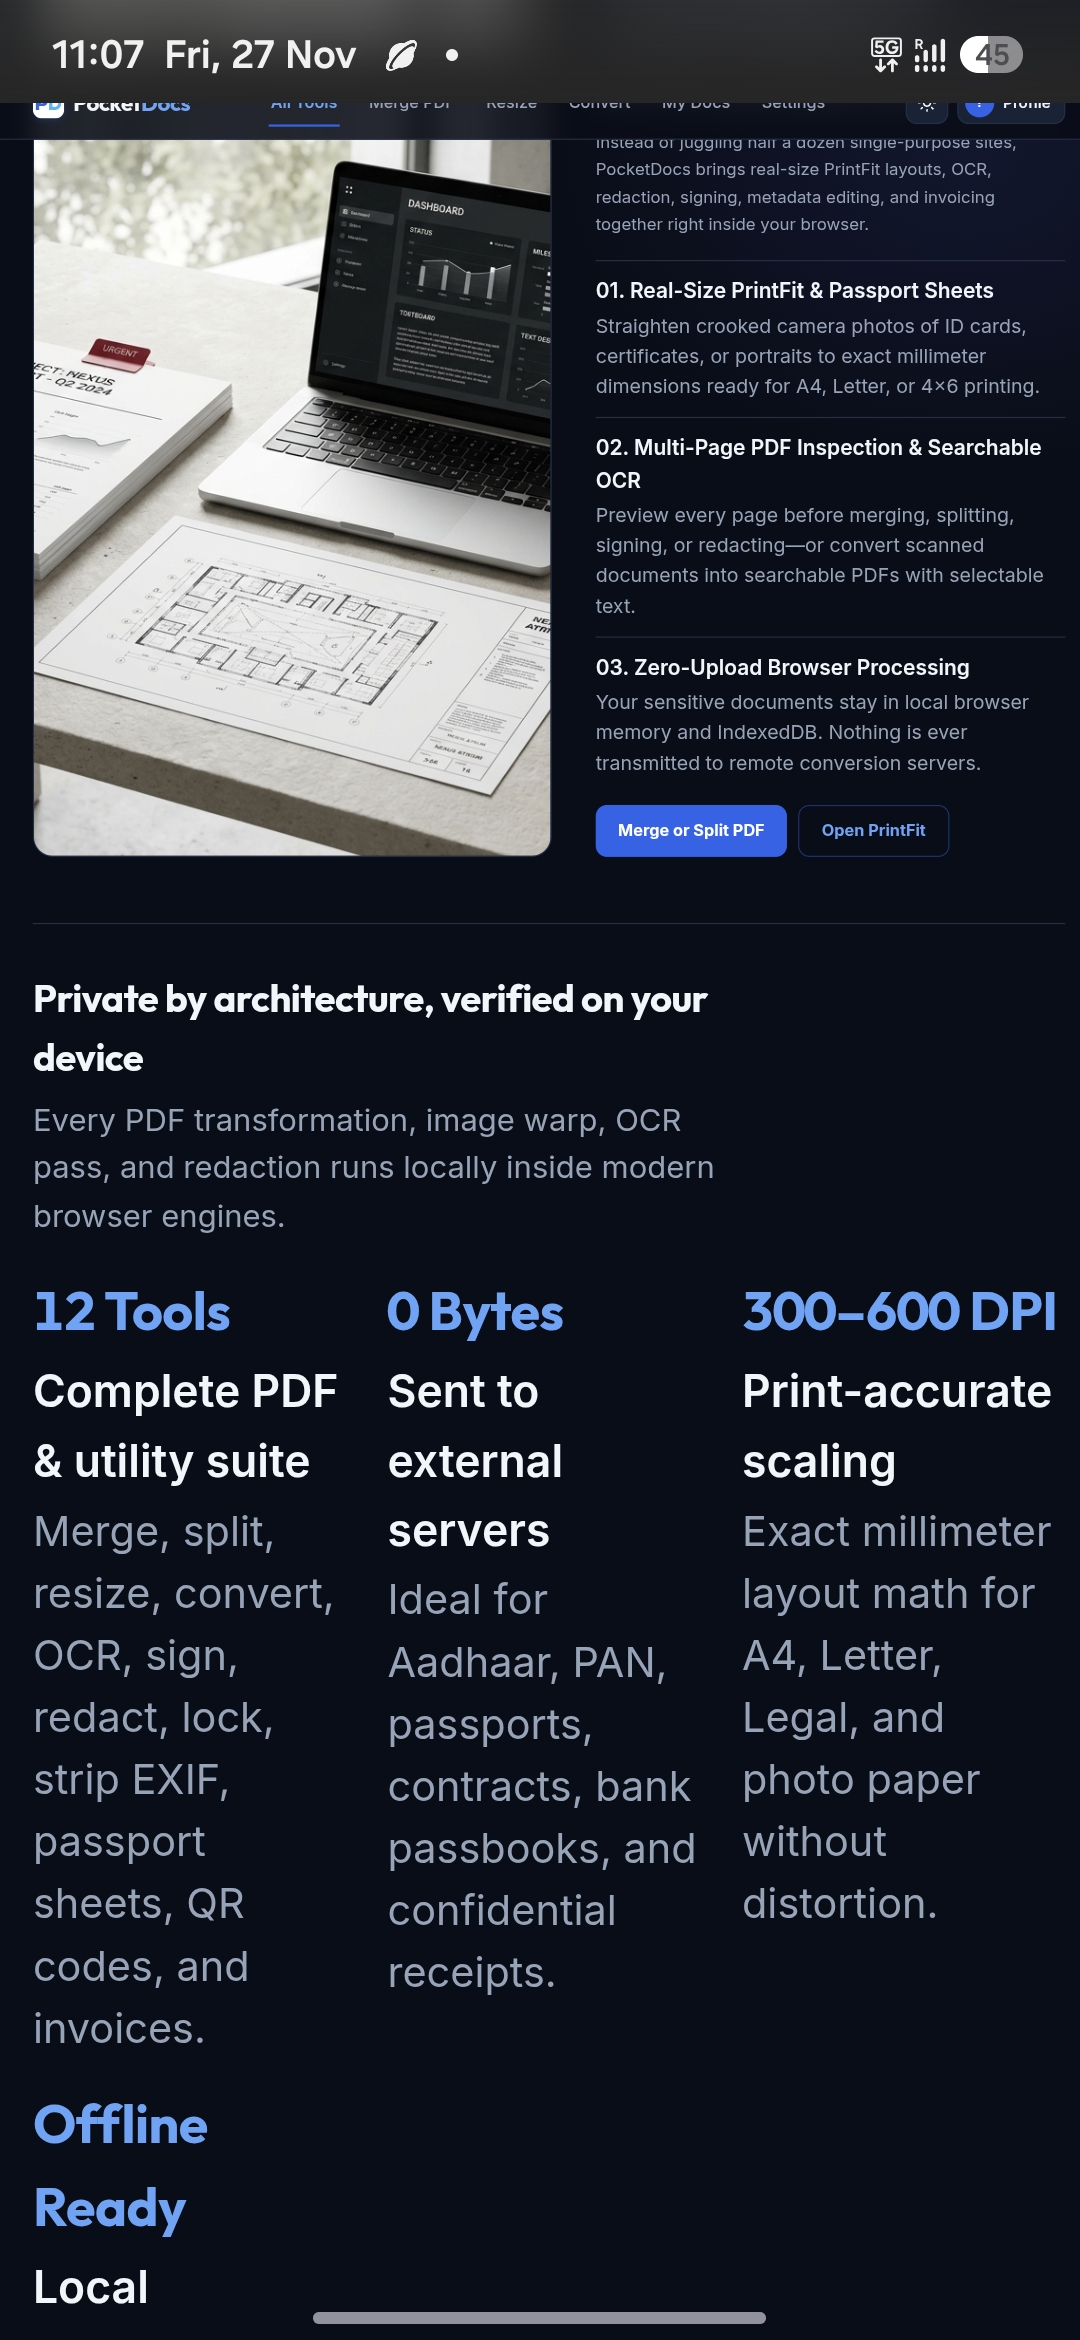 11:07 Fri, 27 Nov
5G R 45
PocketDocs All Tools Merge PDF Resize Convert My Docs Settings Profile
DASHBOARD
STATUS
URGENT
ECT: NEXUS
CT - Q2 2024
Instead of juggling half a dozen single-purpose sites,
PocketDocs brings real-size PrintFit layouts, OCR,
redaction, signing, metadata editing, and invoicing
together right inside your browser.
01. Real-Size PrintFit & Passport Sheets
Straighten crooked camera photos of ID cards,
certificates, or portraits to exact millimeter
dimensions ready for A4, Letter, or 4×6 printing.
02. Multi-Page PDF Inspection & Searchable
OCR
Preview every page before merging, splitting,
signing, or redacting—or convert scanned
documents into searchable PDFs with selectable
text.
03. Zero-Upload Browser Processing
Your sensitive documents stay in local browser
memory and IndexedDB. Nothing is ever
transmitted to remote conversion servers.
Merge or Split PDF Open PrintFit
Private by architecture, verified on your
device
Every PDF transformation, image warp, OCR
pass, and redaction runs locally inside modern
browser engines.
12 Tools
Complete PDF
& utility suite
Merge, split,
resize, convert,
OCR, sign,
redact, lock,
strip EXIF,
passport
sheets, QR
codes, and
invoices.
0 Bytes
Sent to
external
servers
Ideal for
Aadhaar, PAN,
passports,
contracts, bank
passbooks, and
confidential
receipts.
300–600 DPI
Print-accurate
scaling
Exact millimeter
layout math for
A4, Letter,
Legal, and
photo paper
without
distortion.
Offline
Ready
Local